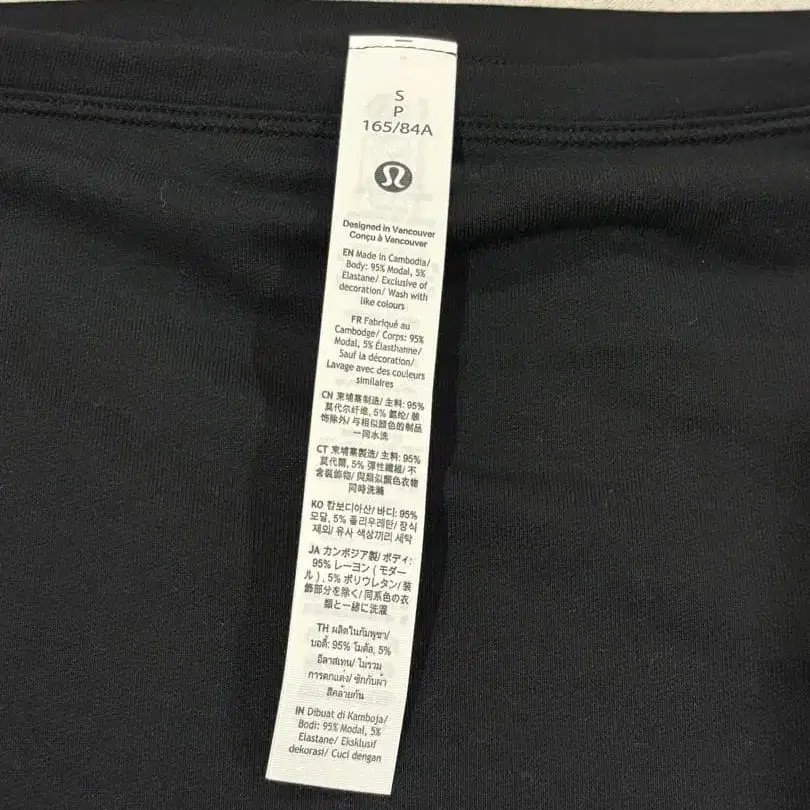 S
P
165/84A
Designed in Vancouver
Conçu à Vancouver
EN Made in Cambodia/
Body: 95% Modal, 5%
Elastane/ Exclusive of
decoration/ Wash with
like colours
FR Fabriqué au
Cambodge/ Corps: 95%
Modal, 5% Élasthanne/
Sauf la décoration/
Lavage avec des couleurs
similaires
CN 柬埔寨制造/ 主料: 95%
莫代尔纤维, 5% 氨纶/ 装
饰除外/ 与相似颜色的制品
一同水洗
CT 柬埔寨製造/ 主料: 95%
莫代爾, 5% 彈性纖維/ 不
含裝飾物/ 與類似顏色衣物
同時洗滌
KO 캄보디아산/ 바디: 95%
모달, 5% 폴리우레탄/ 장식
제외/ 유사 색상끼리 세탁
JA カンボジア製/ ボディ:
95% レーヨン ( モダー
ル ) , 5% ポリウレタン/ 装
飾部分を除く/ 同系色の衣
類と一緒に洗濯
TH ผลิตในกัมพูชา/
บอดี้: 95% โมดัล, 5%
อีลาสเทน/ ไม่รวม
การตกแต่ง/ ซักกับผ้า
สีคล้ายกัน
IN Dibuat di Kamboja/
Bodi: 95% Modal, 5%
Elastane/ Eksklusif
dekorasi/ Cuci dengan